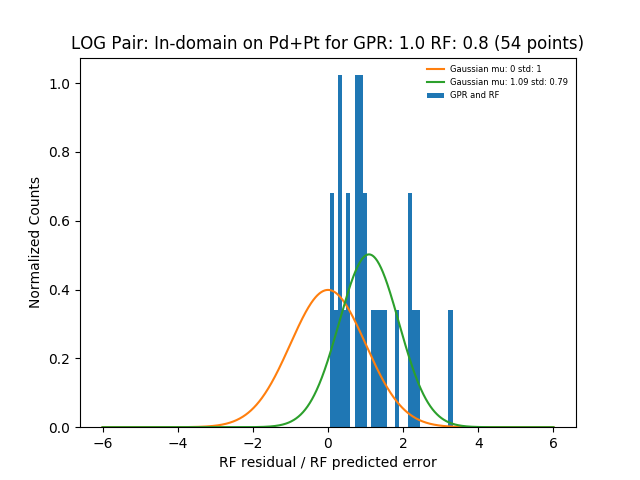 LOG Pair: In-domain on Pd+Pt for GPR: 1.0 RF: 0.8 (54 points)
Gaussian mu: 0 std: 1
Gaussian mu: 1.09 std: 0.79
GPR and RF
Normalized Counts
1.0
0.8
0.6
0.4
0.2
0.0
−6 −4 −2 0 2 4 6
RF residual / RF predicted error